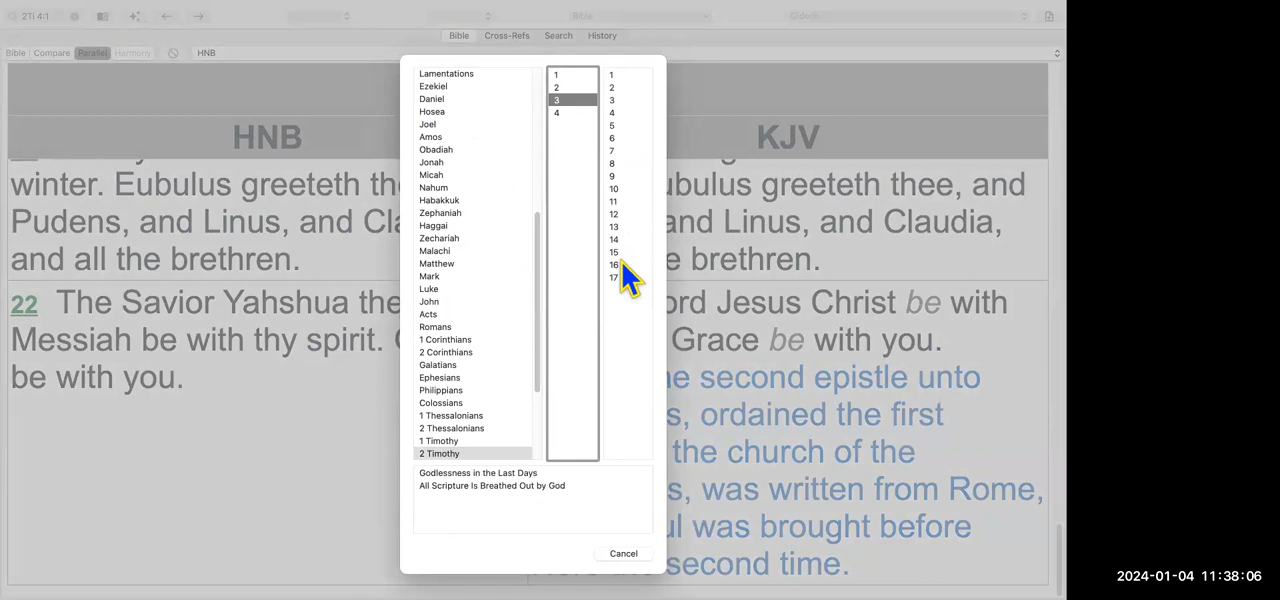 2Ti 4:1
Bible
Bible Cross-Refs Search History
Bible Compare Parallel Harmony HNB
HNB KJV
winter. Eubulus greeteth
Pudens, and Linus, and
and all the brethren.
22 The Savior Yahshua the
Messiah be with thy spirit.
be with you.
greeteth thee, and
and Linus, and Claudia,
brethren.
Jesus Christ be with
Grace be with you.
second epistle unto
ordained the first
the church of the
was written from Rome,
was brought before
second time.
Lamentations
Ezekiel
Daniel
Hosea
Joel
Amos
Obadiah
Jonah
Micah
Nahum
Habakkuk
Zephaniah
Haggai
Zechariah
Malachi
Matthew
Mark
Luke
John
Acts
Romans
1 Corinthians
2 Corinthians
Galatians
Ephesians
Philippians
Colossians
1 Thessalonians
2 Thessalonians
1 Timothy
2 Timothy
1
2
3
4
1
2
3
4
5
6
7
8
9
10
11
12
13
14
15
16
17
Godlessness in the Last Days
All Scripture Is Breathed Out by God
Cancel
2024-01-04 11:38:06